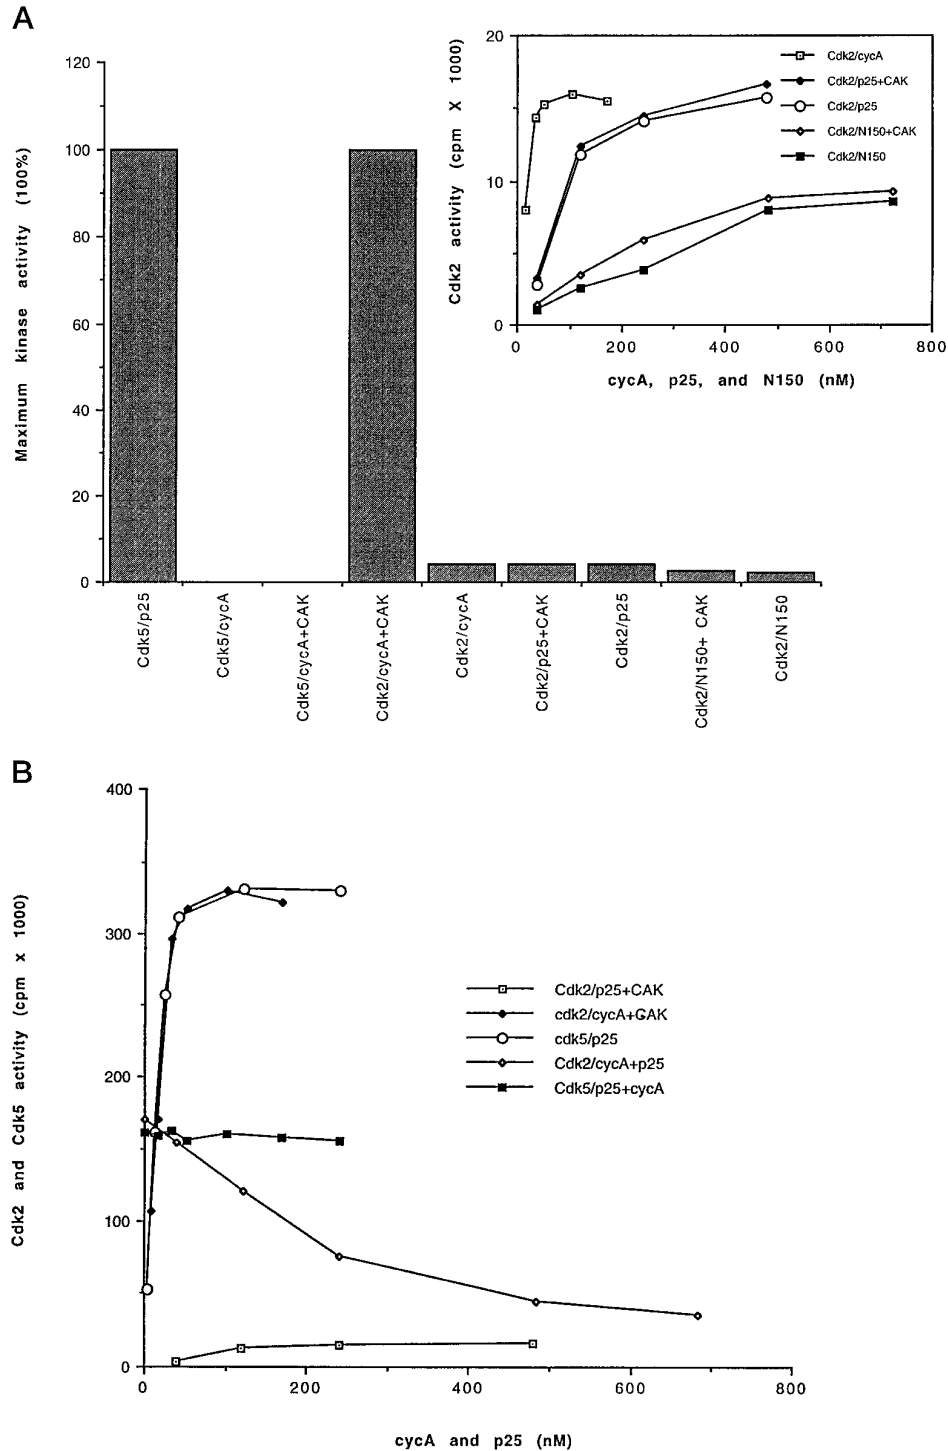 A
Maximum kinase activity (100%)
120
100
80
60
40
20
0
Cdk5/p25
Cdk5/cycA
Cdk5/cycA+CAK
Cdk2/cycA+CAK
Cdk2/cycA
Cdk2/p25+CAK
Cdk2/p25
Cdk2/N150+ CAK
Cdk2/N150
Cdk2 activity (cpm X 1000)
20
10
0
0 200 400 600 800
cycA, p25, and N150 (nM)
Cdk2/cycA
Cdk2/p25+CAK
Cdk2/p25
Cdk2/N150+CAK
Cdk2/N150
B
Cdk2 and Cdk5 activity (cpm x 1000)
400
300
200
100
0
0 200 400 600 800
cycA and p25 (nM)
Cdk2/p25+CAK
cdk2/cycA+CAK
cdk5/p25
Cdk2/cycA+p25
Cdk5/p25+cycA